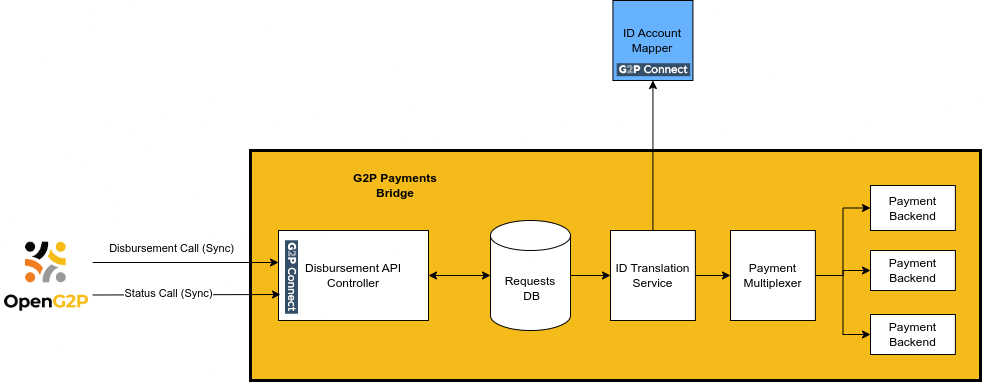 ID Account
Mapper
G2P Connect
G2P Payments
Bridge
Disbursement Call (Sync)
Status Call (Sync)
OpenG2P
G2P Connect
Disbursement API
Controller
Requests
DB
ID Translation
Service
Payment
Multiplexer
Payment
Backend
Payment
Backend
Payment
Backend